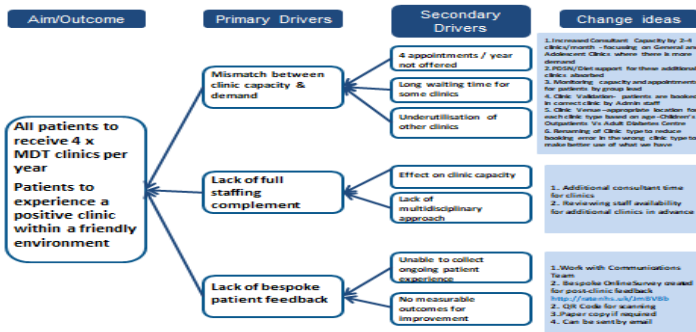 Aim/Outcome
Primary Drivers
Secondary
Drivers
Change ideas
All patients to
receive 4 x
MDT clinics per
year
Patients to
experience a
positive clinic
within a friendly
environment
Mismatch between
clinic capacity &
demand
Lack of full
staffing
complement
Lack of bespoke
patient feedback
4 appointments / year
not offered
Long waiting time for
some clinics
Underutilisation of
other clinics
Effect on clinic capacity
Lack of
multidisciplinary
approach
Unable to collect
ongoing patient
experience
No measurable
outcomes for
improvement
1. Increased Consultant Capacity by 2-4
clinics/month - focussing on General and
Adolescent Clinics where there is more
demand
2. PDSN/Diet support for these additional
clinics absorbed
3. Monitoring capacity and appointments
for patients by group lead
4. Clinic Validation- patients are booked
in correct clinic by Admin staff
5. Clinic Venue -appropriate location for
each clinic type based on age -Children's
Outpatients Vs Adult Diabetes Centre
6. Renaming of Clinic type to reduce
booking error in the wrong clinic type to
make better use of what we have
1. Additional consultant time
for clinics
2. Reviewing staff availability
for additional clinics in advance
1..Work with Communications
Team
2. Bespoke Online Survey created
for post-clinic feedback
2. QR Code for scanning
3..Paper copy if required
4.. Can be sent by email